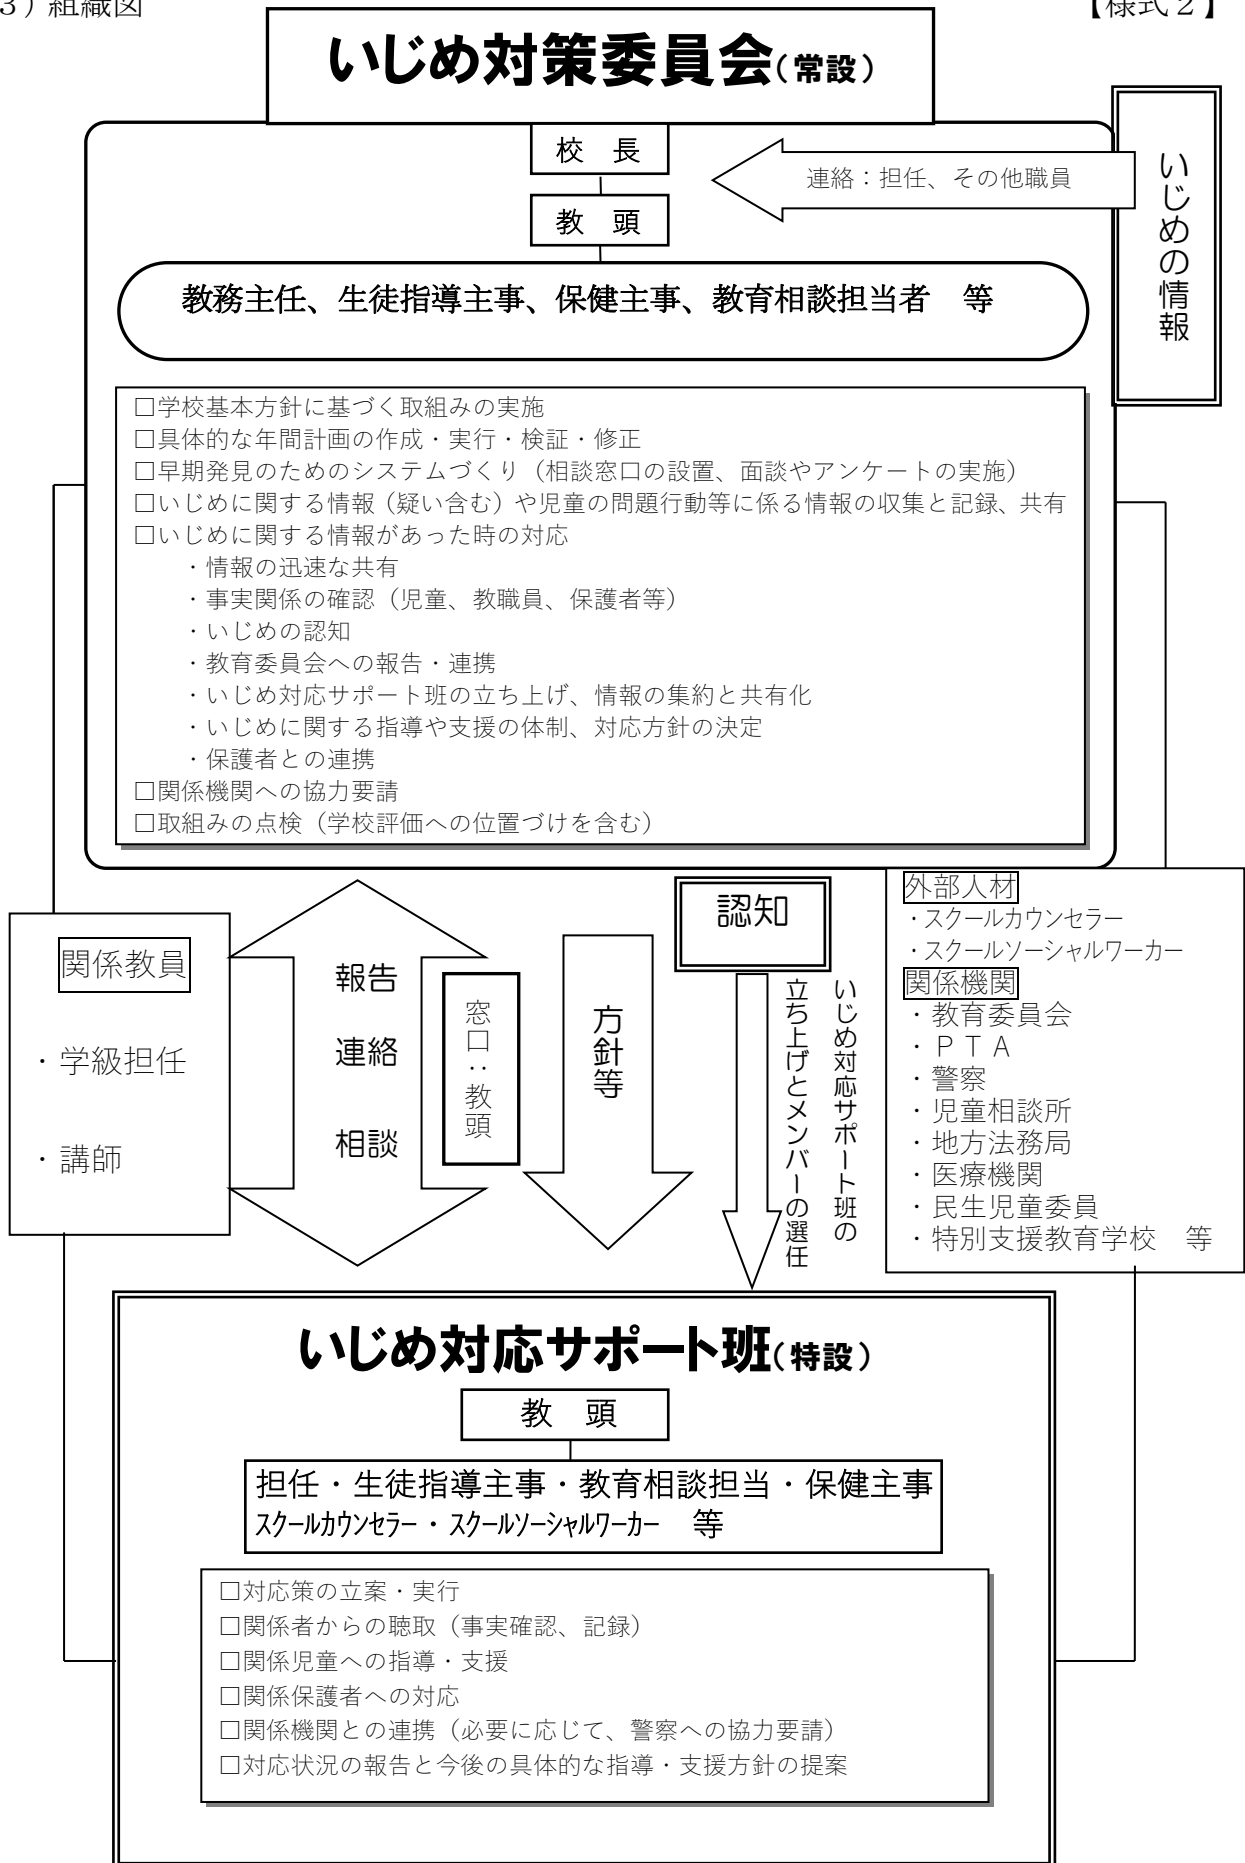 ３）組織図
【様式２】
いじめ対策委員会（常設）
校　長
教　頭
連絡：担任、その他職員
いじめの情報
教務主任、生徒指導主事、保健主事、教育相談担当者　等
□学校基本方針に基づく取組みの実施
□具体的な年間計画の作成・実行・検証・修正
□早期発見のためのシステムづくり（相談窓口の設置、面談やアンケートの実施）
□いじめに関する情報（疑い含む）や児童の問題行動等に係る情報の収集と記録、共有
□いじめに関する情報があった時の対応
・情報の迅速な共有
・事実関係の確認（児童、教職員、保護者等）
・いじめの認知
・教育委員会への報告・連携
・いじめ対応サポート班の立ち上げ、情報の集約と共有化
・いじめに関する指導や支援の体制、対応方針の決定
・保護者との連携
□関係機関への協力要請
□取組みの点検（学校評価への位置づけを含む）
関係教員
・学級担任
・講師
報告
連絡
相談
窓口：教頭
方針等
認知
いじめ対応サポート班の
立ち上げとメンバーの選任
外部人材
・スクールカウンセラー
・スクールソーシャルワーカー
関係機関
・教育委員会
・ＰＴＡ
・警察
・児童相談所
・地方法務局
・医療機関
・民生児童委員
・特別支援教育学校　等
いじめ対応サポート班（特設）
教　頭
担任・生徒指導主事・教育相談担当・保健主事
スクールカウンセラー・スクールソーシャルワーカー　等
□対応策の立案・実行
□関係者からの聴取（事実確認、記録）
□関係児童への指導・支援
□関係保護者への対応
□関係機関との連携（必要に応じて、警察への協力要請）
□対応状況の報告と今後の具体的な指導・支援方針の提案